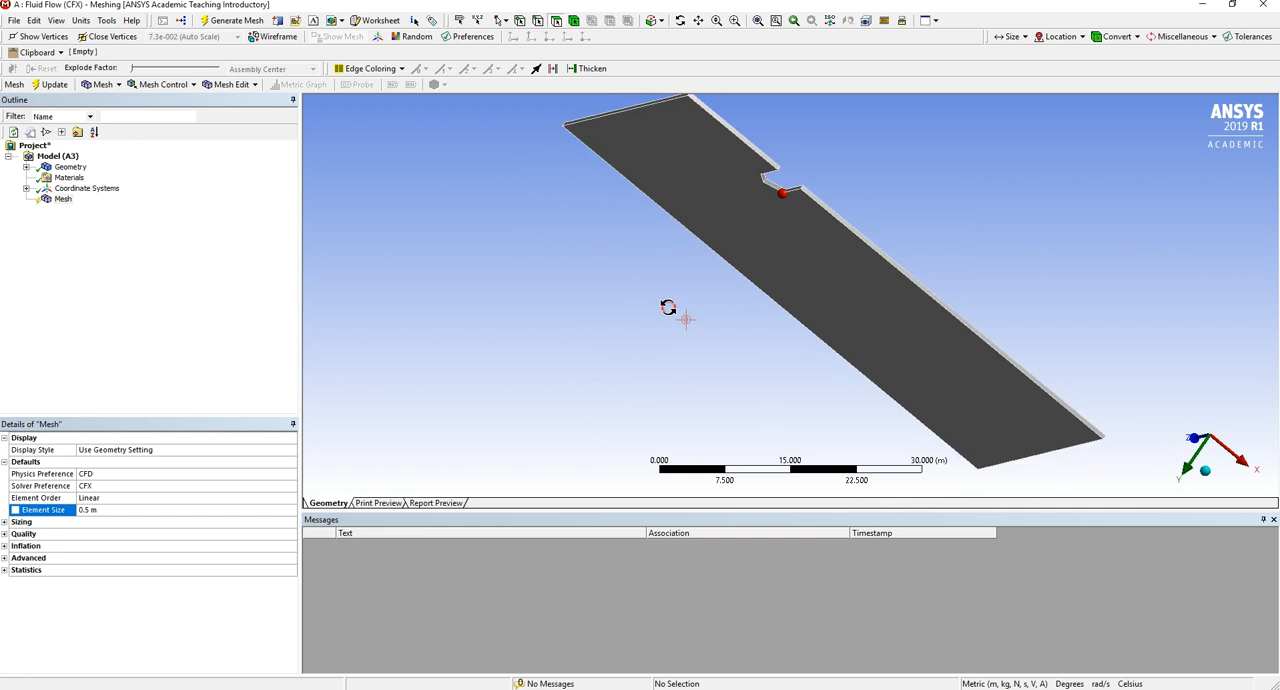 A : Fluid Flow (CFX) - Meshing [ANSYS Academic Teaching Introductory]
File Edit View Units Tools Help Generate Mesh Worksheet
Show Vertices Close Vertices 7.3e-002 (Auto Scale) Wireframe Show Mesh Random Preferences Size Location Convert Miscellaneous Tolerances
Clipboard [ Empty ]
Reset Explode Factor: Assembly Center Edge Coloring Thicken
Mesh Update Mesh Mesh Control Mesh Edit Metric Graph Probe
Outline
Filter: Name
Project*
Model (A3)
Geometry
Materials
Coordinate Systems
Mesh
ANSYS
2019 R1
ACADEMIC
0.000 15.000 30.000 (m)
7.500 22.500
Z X Y
Details of "Mesh"
Display
Display Style Use Geometry Setting
Defaults
Physics Preference CFD
Solver Preference CFX
Element Order Linear
Element Size 0.5 m
Sizing
Quality
Inflation
Advanced
Statistics
Geometry Print Preview Report Preview
Messages
Text Association Timestamp
No Messages No Selection Metric (m, kg, N, s, V, A) Degrees rad/s Celsius